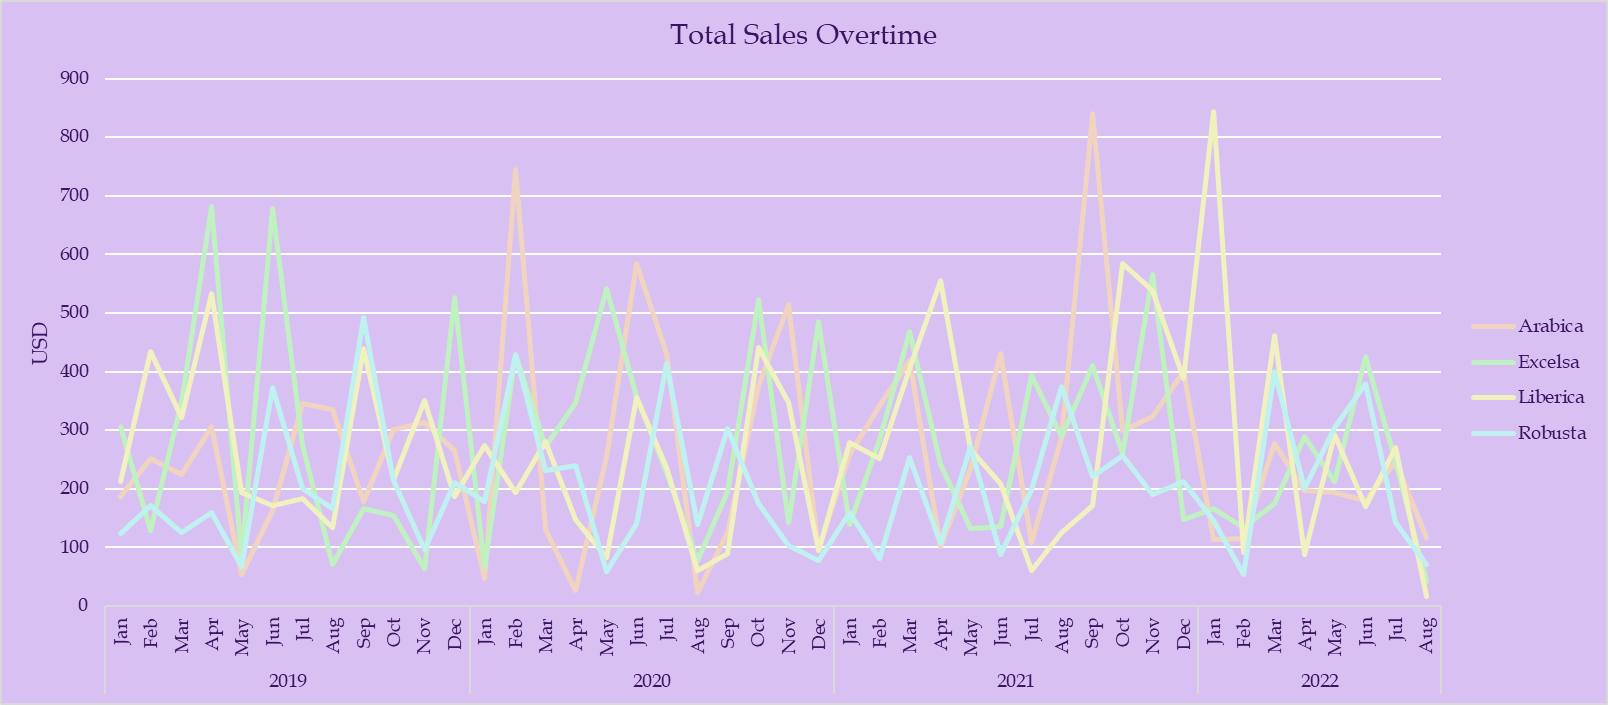 Total Sales Overtime
900
800
700
600
500
400
300
200
100
0
USD
Jan Feb Mar Apr May Jun Jul Aug Sep Oct Nov Dec Jan Feb Mar Apr May Jun Jul Aug Sep Oct Nov Dec Jan Feb Mar Apr May Jun Jul Aug Sep Oct Nov Dec Jan Feb Mar Apr May Jun Jul Aug
2019 2020 2021 2022
Arabica
Excelsa
Liberica
Robusta